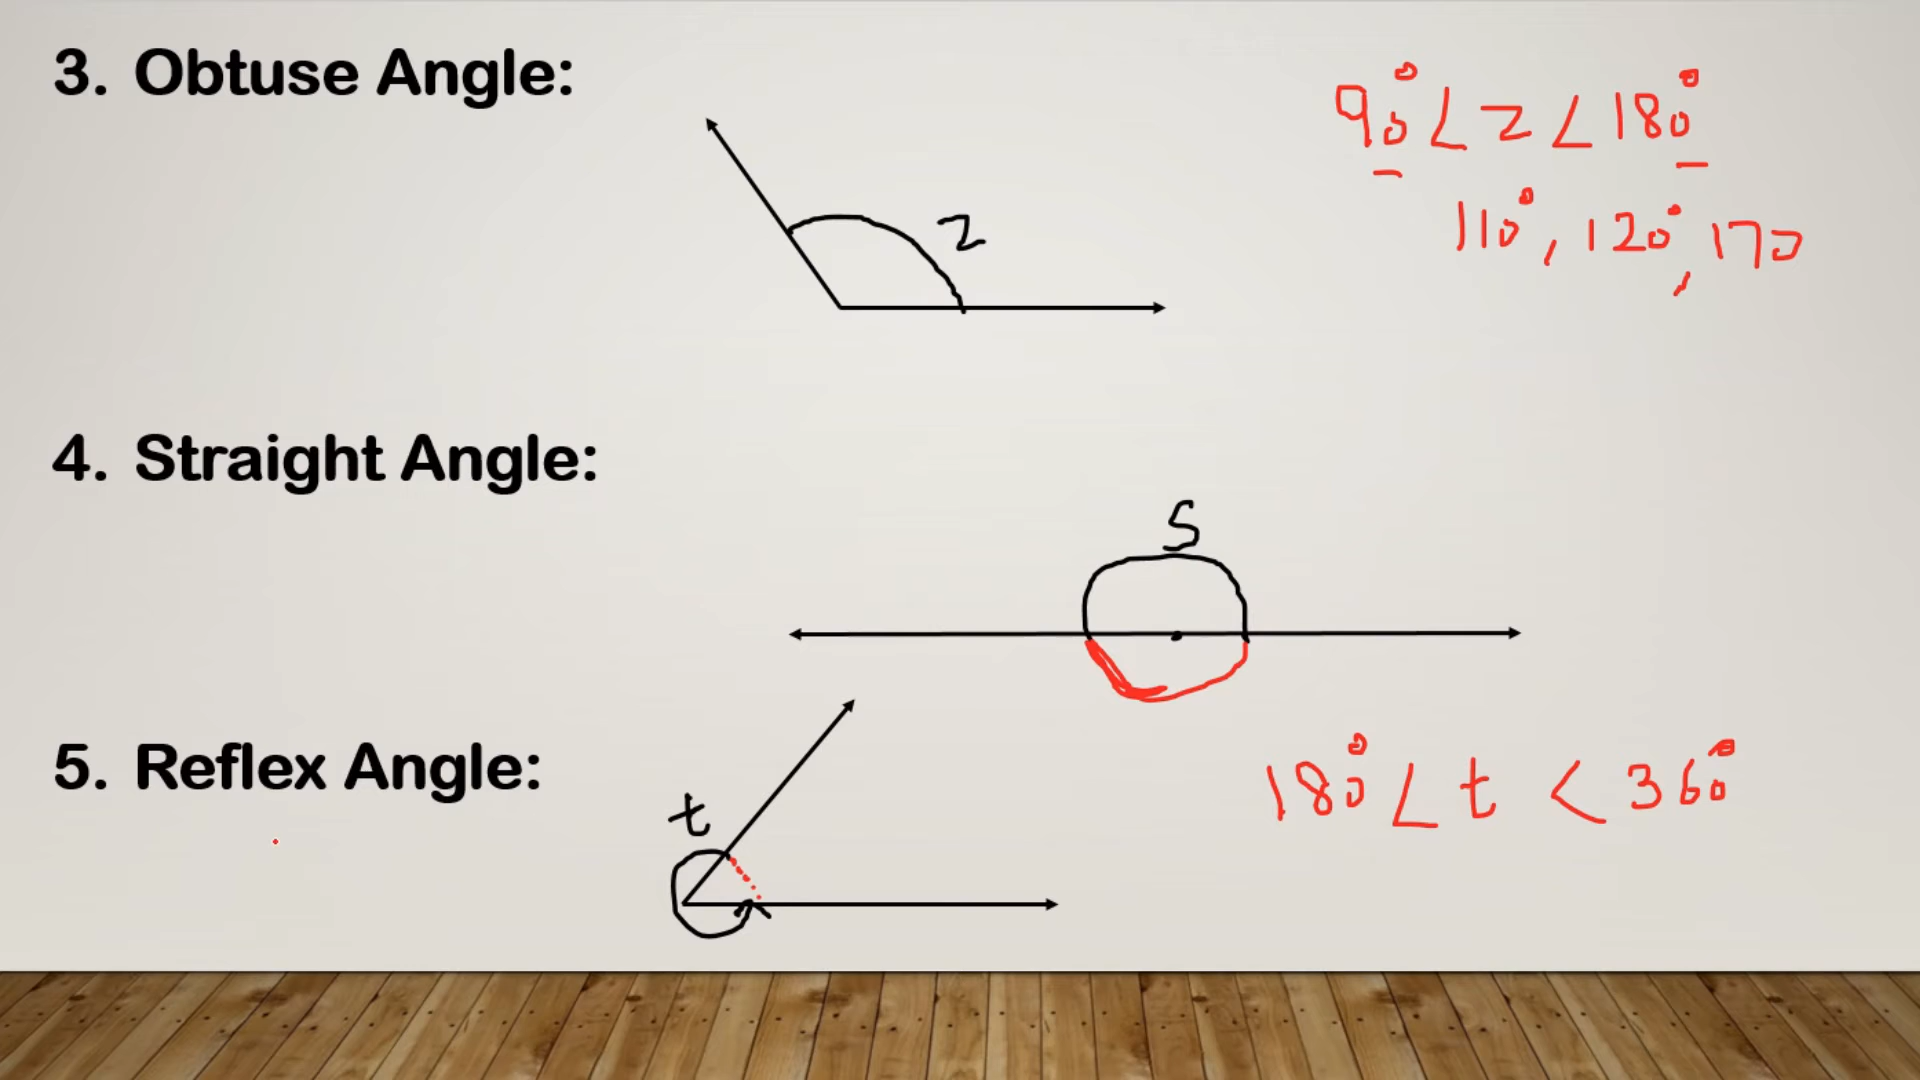 3. Obtuse Angle:
90° < z < 180°
110°, 120°, 170
z
4. Straight Angle:
S
5. Reflex Angle:
t
180° < t < 360°